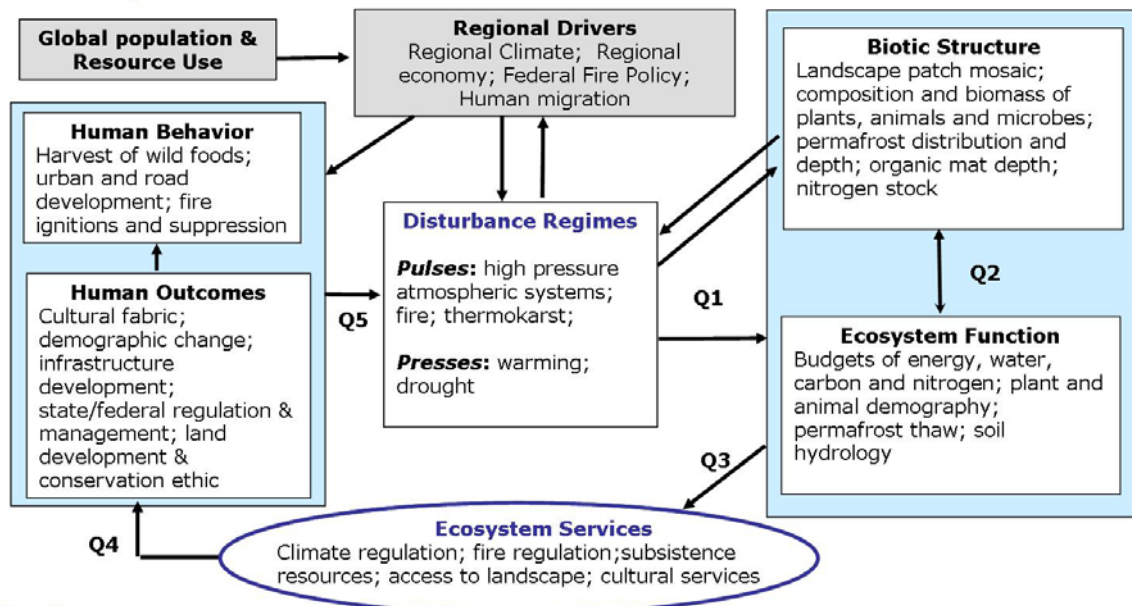 Global population &
Resource Use
Regional Drivers
Regional Climate; Regional
economy; Federal Fire Policy;
Human migration
Biotic Structure
Landscape patch mosaic;
composition and biomass of
plants, animals and microbes;
permafrost distribution and
depth; organic mat depth;
nitrogen stock
Human Behavior
Harvest of wild foods;
urban and road
development; fire
ignitions and suppression
Disturbance Regimes
Pulses: high pressure
atmospheric systems;
fire; thermokarst;
Presses: warming;
drought
Human Outcomes
Cultural fabric;
demographic change;
infrastructure
development;
state/federal regulation &
management; land
development &
conservation ethic
Q5
Q1
Q2
Ecosystem Function
Budgets of energy, water,
carbon and nitrogen; plant and
animal demography;
permafrost thaw; soil
hydrology
Q3
Q4
Ecosystem Services
Climate regulation; fire regulation;subsistence
resources; access to landscape; cultural services